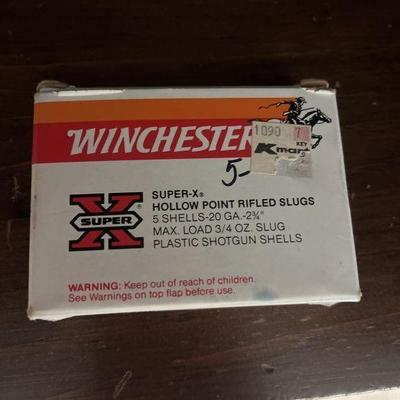 WINCHESTER
1090
KEY
Kmart
5-
SUPER-X®
HOLLOW POINT RIFLED SLUGS
5 SHELLS-20 GA.-2¾"
MAX. LOAD 3/4 OZ. SLUG
PLASTIC SHOTGUN SHELLS
X SUPER ®
WARNING: Keep out of reach of children.
See Warnings on top flap before use.